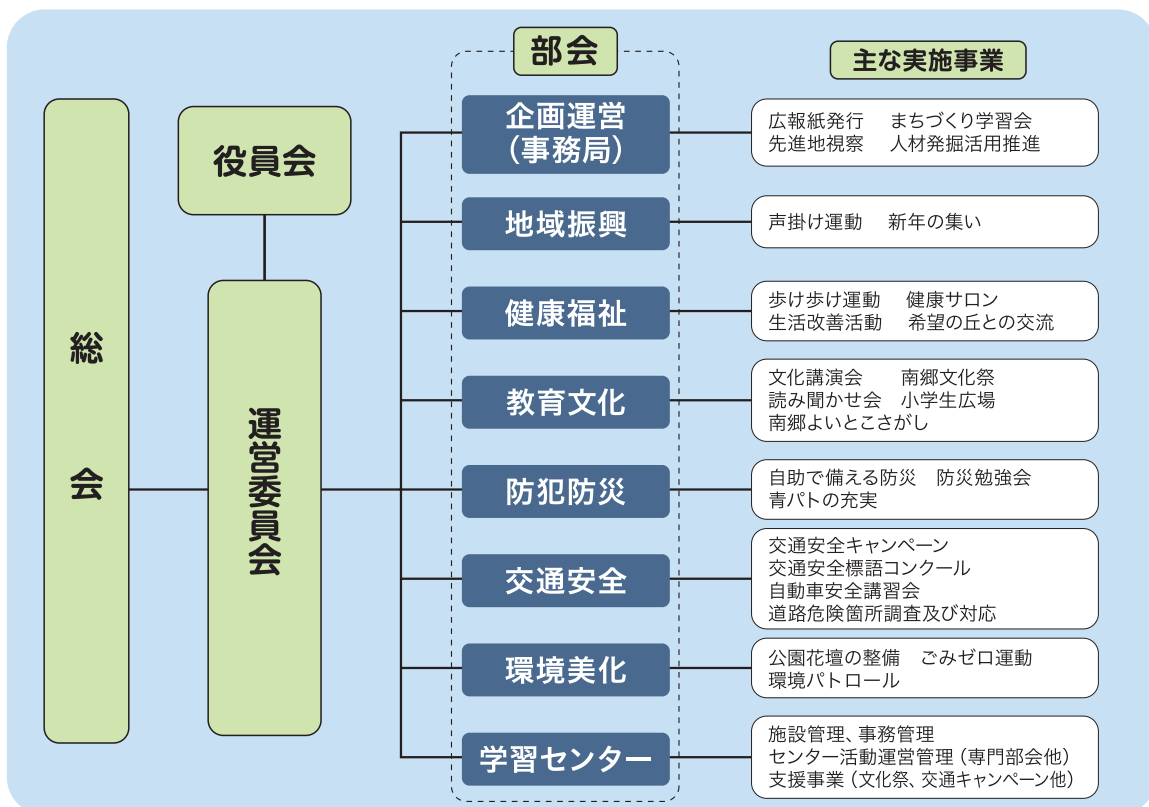 部会
主な実施事業
総会
役員会
運営委員会
企画運営
（事務局）
広報紙発行　まちづくり学習会
先進地視察　人材発掘活用推進
地域振興
声掛け運動　新年の集い
健康福祉
歩け歩け運動　健康サロン
生活改善活動　希望の丘との交流
教育文化
文化講演会　南郷文化祭
読み聞かせ会　小学生広場
南郷よいとこさがし
防犯防災
自助で備える防災　防災勉強会
青パトの充実
交通安全
交通安全キャンペーン
交通安全標語コンクール
自動車安全講習会
道路危険箇所調査及び対応
環境美化
公園花壇の整備　ごみゼロ運動
環境パトロール
学習センター
施設管理、事務管理
センター活動運営管理（専門部会他）
支援事業（文化祭、交通キャンペーン他）